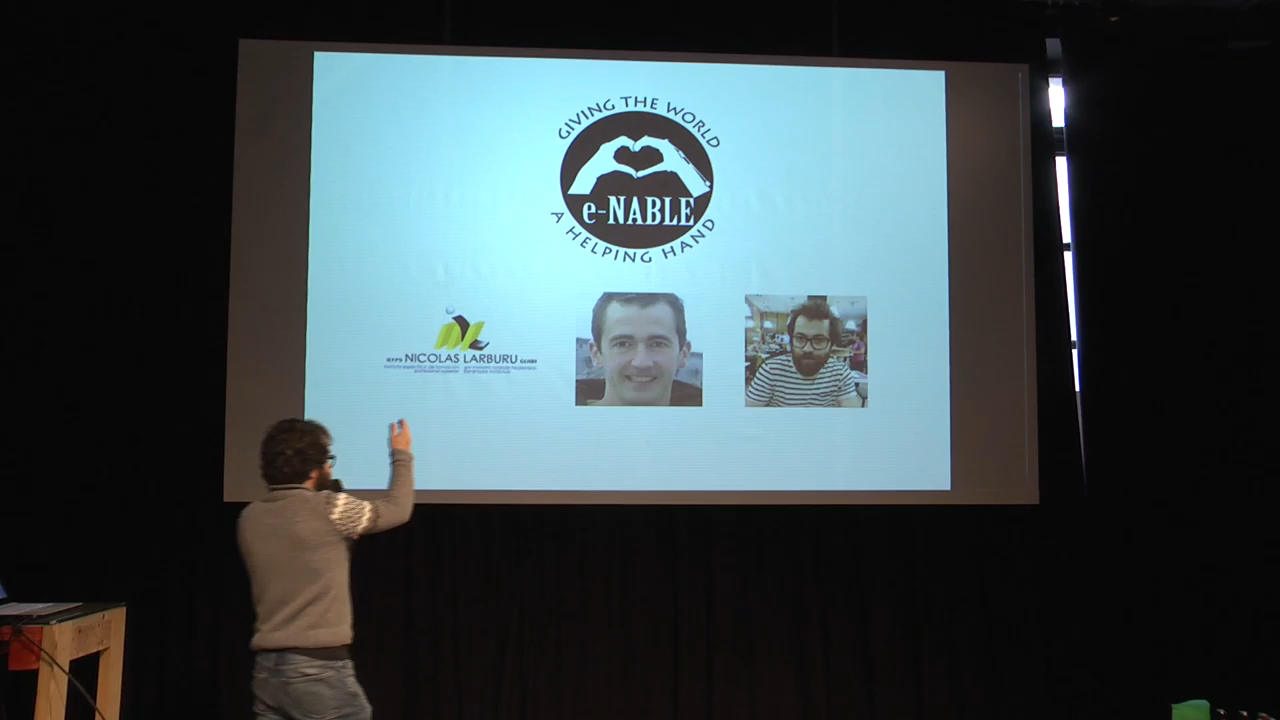 GIVING THE WORLD
e-NABLE
A HELPING HAND
NICOLAS LARBURU